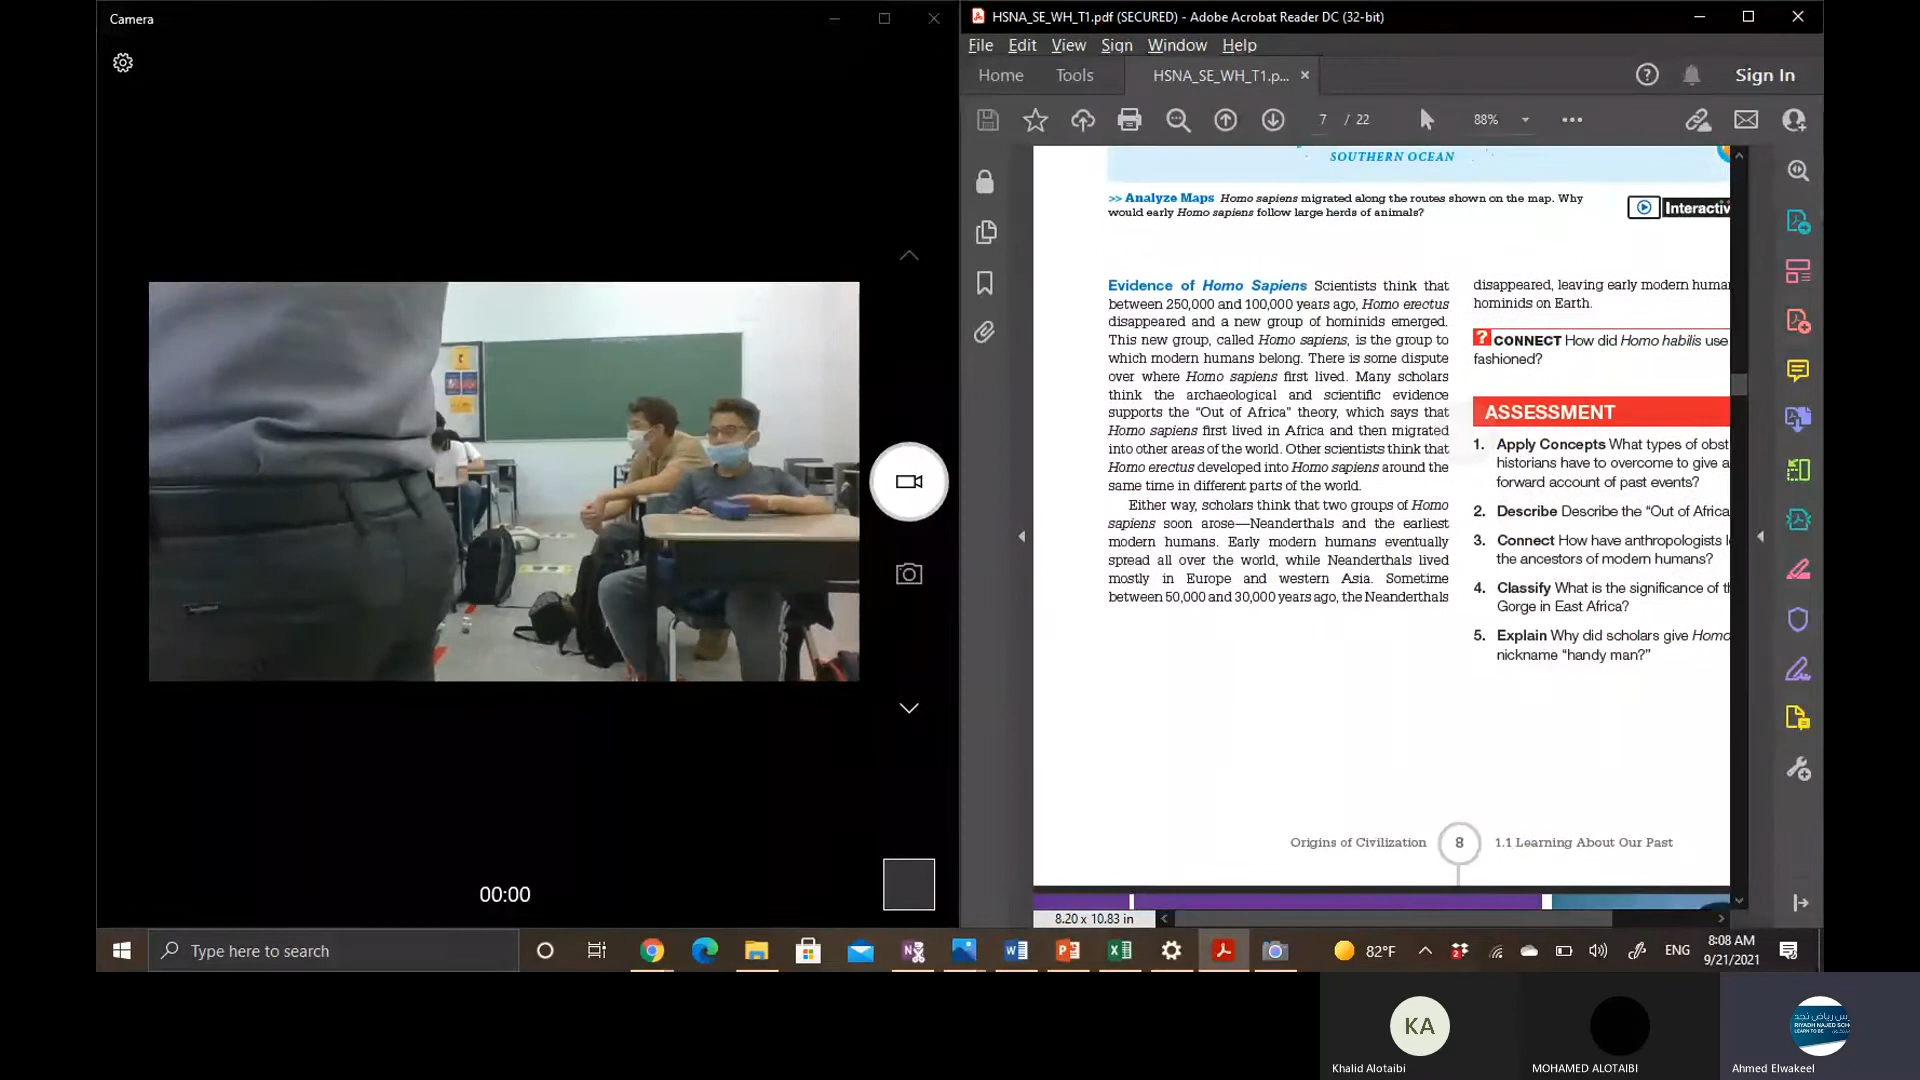 Camera
HSNA_SE_WH_T1.pdf (SECURED) - Adobe Acrobat Reader DC (32-bit)
File Edit View Sign Window Help
Home Tools HSNA_SE_WH_T1.p... Sign In
7 / 22 88%
SOUTHERN OCEAN
>> Analyze Maps Homo sapiens migrated along the routes shown on the map. Why
would early Homo sapiens follow large herds of animals?
Interactiv
Evidence of Homo Sapiens Scientists think that
between 250,000 and 100,000 years ago, Homo erectus
disappeared and a new group of hominids emerged.
This new group, called Homo sapiens, is the group to
which modern humans belong. There is some dispute
over where Homo sapiens first lived. Many scholars
think the archaeological and scientific evidence
supports the "Out of Africa" theory, which says that
Homo sapiens first lived in Africa and then migrated
into other areas of the world. Other scientists think that
Homo erectus developed into Homo sapiens around the
same time in different parts of the world.
Either way, scholars think that two groups of Homo
sapiens soon arose—Neanderthals and the earliest
modern humans. Early modern humans eventually
spread all over the world, while Neanderthals lived
mostly in Europe and western Asia. Sometime
between 50,000 and 30,000 years ago, the Neanderthals
disappeared, leaving early modern human
hominids on Earth.
? CONNECT How did Homo habilis use
fashioned?
ASSESSMENT
1. Apply Concepts What types of obst
historians have to overcome to give a
forward account of past events?
2. Describe Describe the "Out of Africa
3. Connect How have anthropologists l
the ancestors of modern humans?
4. Classify What is the significance of th
Gorge in East Africa?
5. Explain Why did scholars give Homo
nickname "handy man?"
Origins of Civilization 8 1.1 Learning About Our Past
8.20 x 10.83 in
00:00
Type here to search
82°F ENG 8:08 AM
9/21/2021
KA
Khalid Alotaibi MOHAMED ALOTAIBI Ahmed Elwakeel
RIYADH NAJED SCH
LEARN TO BE